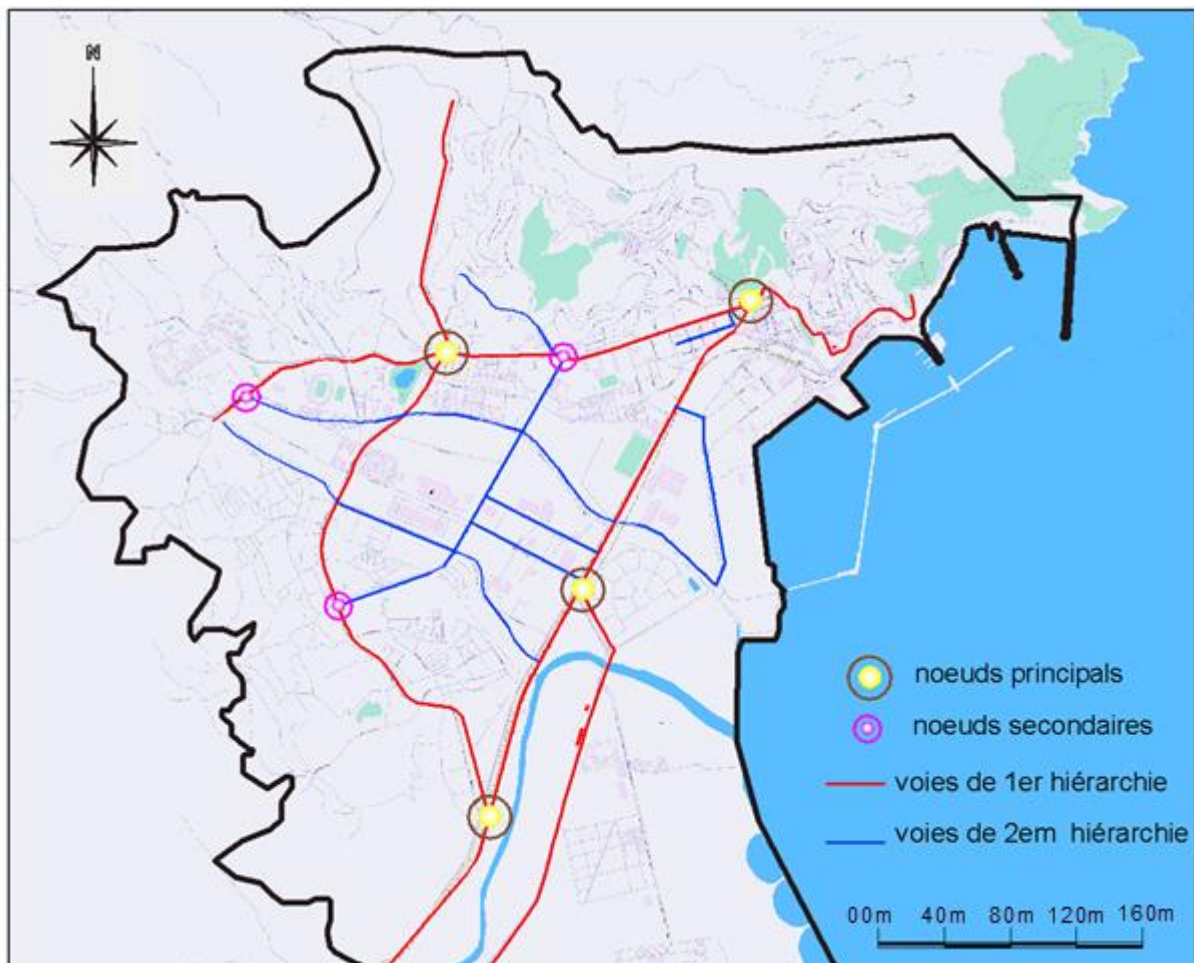 N
noeuds principals
noeuds secondaires
voies de 1er hiérarchie
voies de 2em hiérarchie
00m 40m 80m 120m 160m